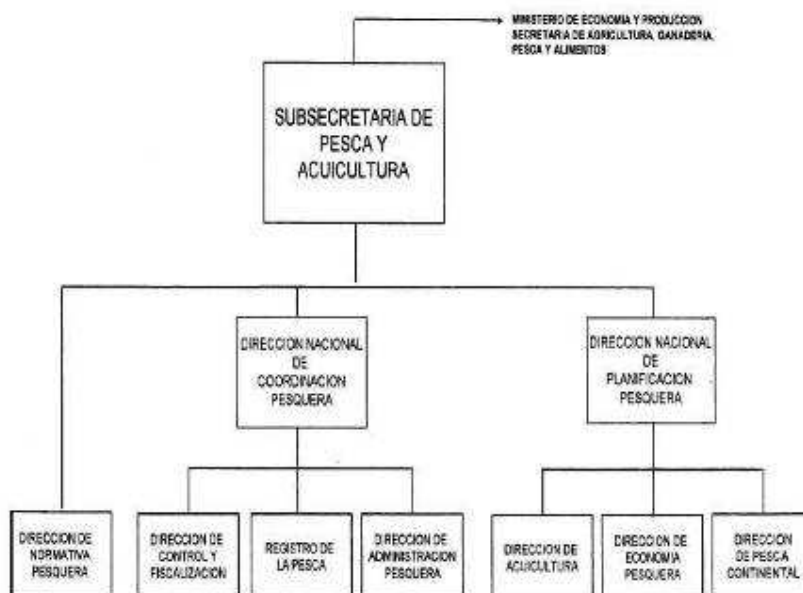 MINISTERIO DE ECONOMIA Y PRODUCCION
SECRETARIA DE AGRICULTURA, GANADERIA,
PESCA Y ALIMENTOS
SUBSECRETARIA DE
PESCA Y
ACUICULTURA
DIRECCION NACIONAL
DE
COORDINACION
PESQUERA
DIRECCION NACIONAL
DE
PLANIFICACION
PESQUERA
DIRECCION DE
NORMATIVA
PESQUERA
DIRECCION DE
CONTROL Y
FISCALIZACION
REGISTRO DE
LA PESCA
DIRECCION DE
ADMINISTRACION
PESQUERA
DIRECCION DE
ACUICULTURA
DIRECCION DE
ECONOMIA
PESQUERA
DIRECCION
DE PESCA
CONTINENTAL